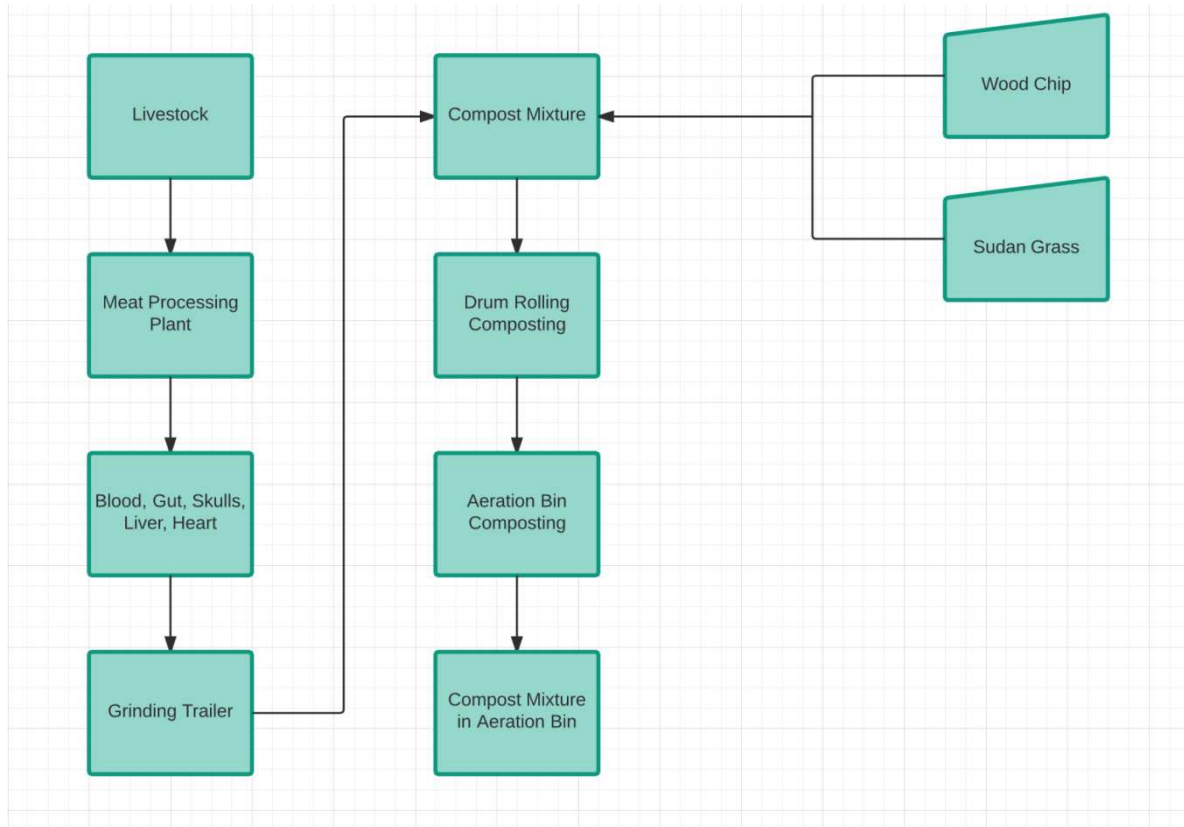 Livestock
Meat Processing
Plant
Blood, Gut, Skulls,
Liver, Heart
Grinding Trailer
Compost Mixture
Drum Rolling
Composting
Aeration Bin
Composting
Compost Mixture
in Aeration Bin
Wood Chip
Sudan Grass